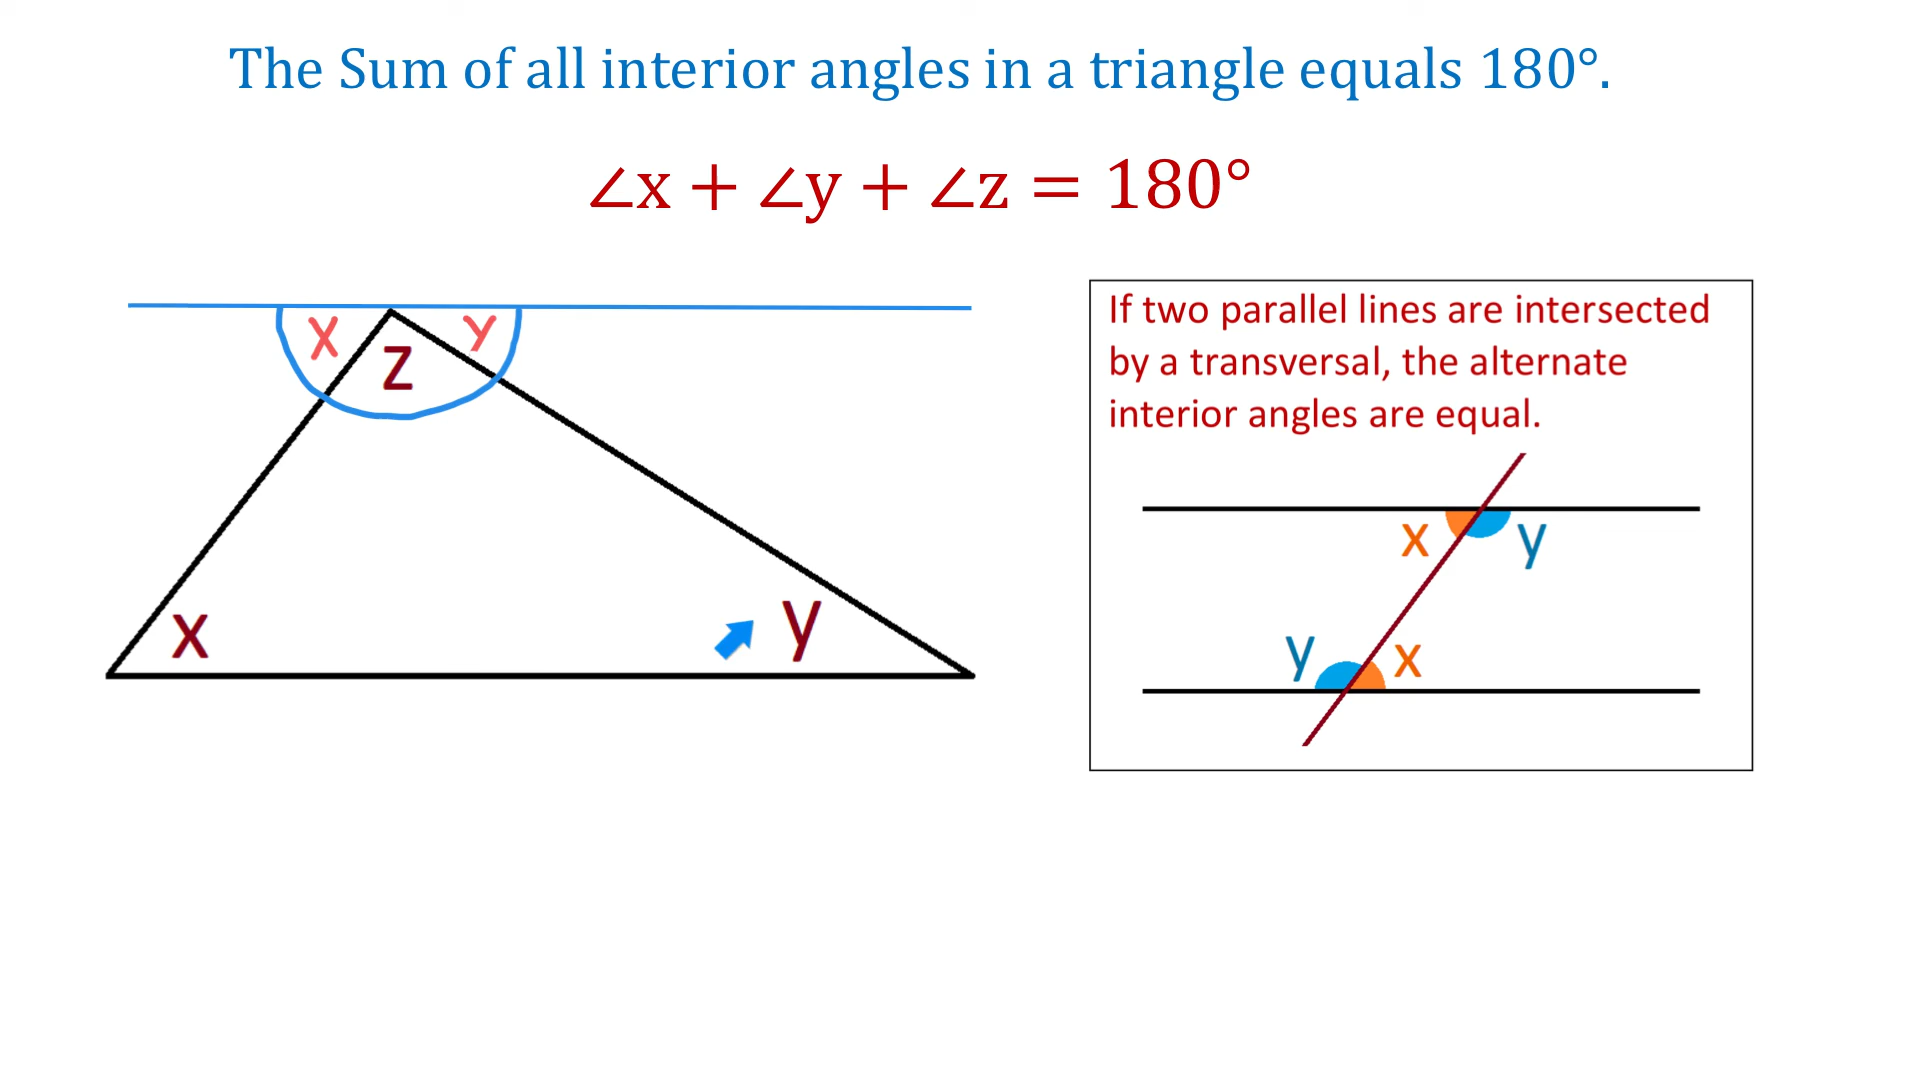 The Sum of all interior angles in a triangle equals 180°.
∠x + ∠y + ∠z = 180°
x y
z
x y
If two parallel lines are intersected
by a transversal, the alternate
interior angles are equal.
x y
y x